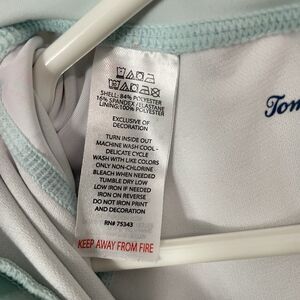 SHELL: 84% POLYESTER
16% SPANDEX/ELASTANE
LINING:100% POLYESTER
EXCLUSIVE OF
DECORATION
TURN INSIDE OUT
MACHINE WASH COOL -
DELICATE CYCLE
WASH WITH LIKE COLORS
ONLY NON-CHLORINE
BLEACH WHEN NEEDED
TUMBLE DRY LOW
LOW IRON IF NEEDED
IRON ON REVERSE
DO NOT IRON PRINT
AND DECORATION
RN# 75343
KEEP AWAY FROM FIRE
Tom